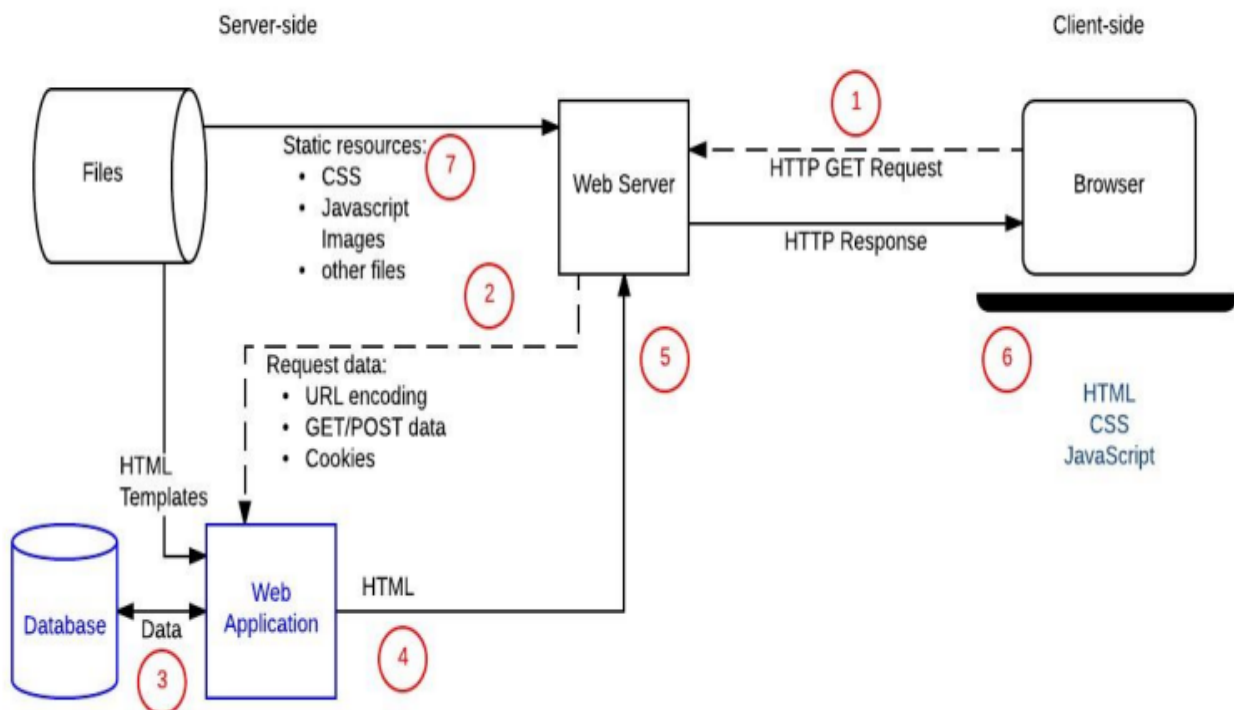 Server-side
Client-side
1
Files
Static resources:
• CSS
• Javascript
Images
• other files
7
Web Server
HTTP GET Request
Browser
HTTP Response
2
Request data:
• URL encoding
• GET/POST data
• Cookies
5
6
HTML
CSS
JavaScript
HTML
Templates
Database
Data
3
Web
Application
HTML
4